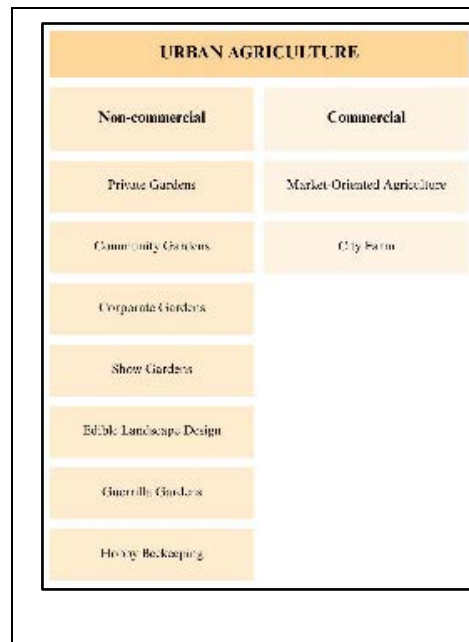 URBAN AGRICULTURE
Non-commercial
Commercial
Private Gardens
Market-Oriented Agriculture
Community Gardens
City Farm
Corporate Gardens
Show Gardens
Edible Landscape Design
Guerrilla Gardens
Hobby Beekeeping